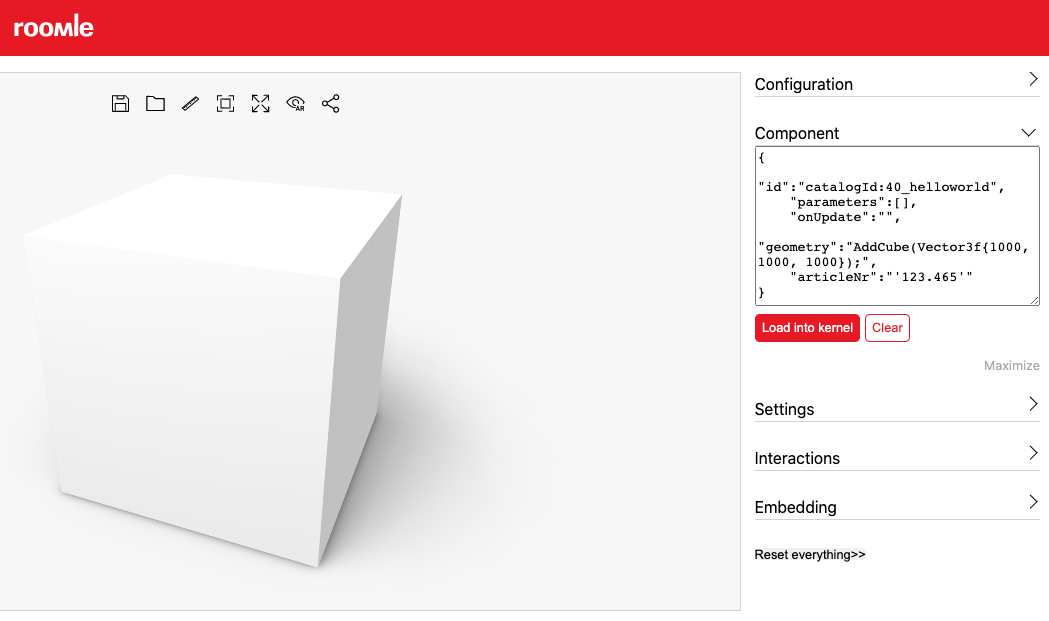 roomle
AR
Configuration
Component
{
"id":"catalogId:40_helloworld",
"parameters":[],
"onUpdate":"",
"geometry":"AddCube(Vector3f{1000,
1000, 1000});",
"articleNr":"'123.465'"
}
Load into kernel
Clear
Maximize
Settings
Interactions
Embedding
Reset everything>>